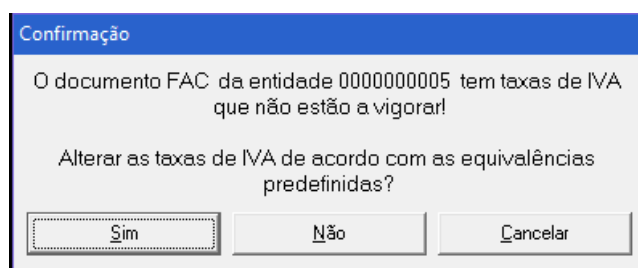 Confirmação
O documento FAC da entidade 0000000005 tem taxas de IVA
que não estão a vigorar!
Alterar as taxas de IVA de acordo com as equivalências
predefinidas?
Sim Não Cancelar